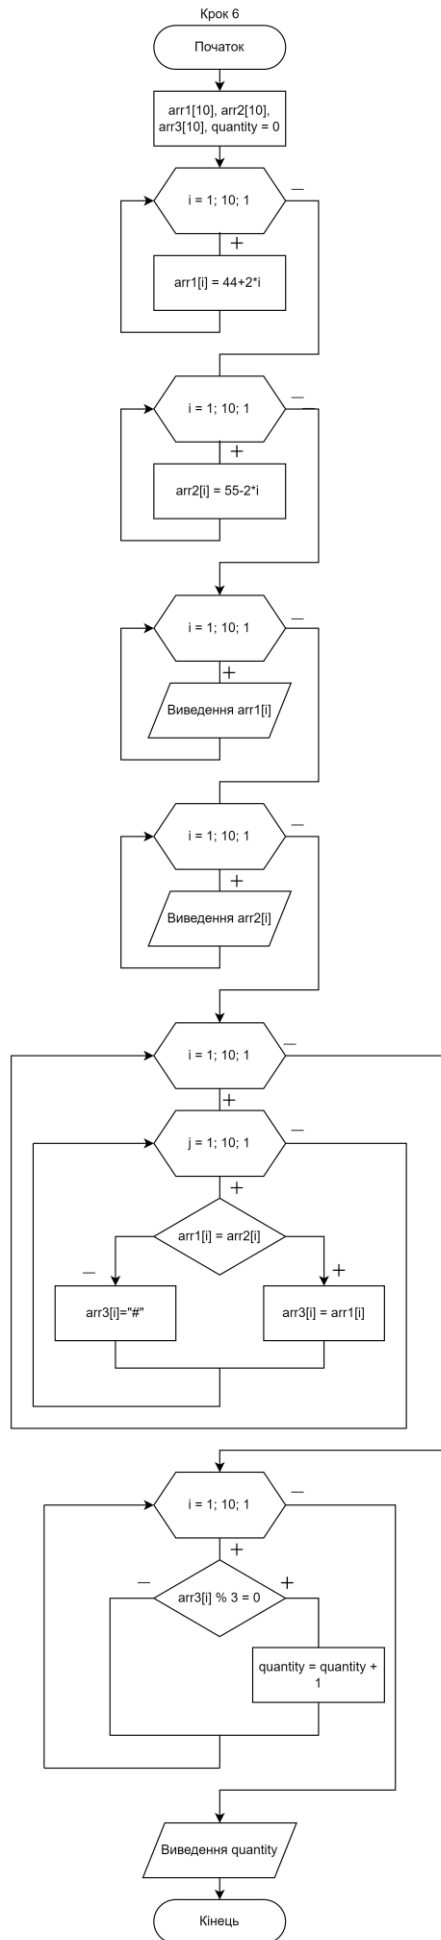 Крок 6
Початок
arr1[10], arr2[10],
arr3[10], quantity = 0
i = 1; 10; 1
—
+
arr1[i] = 44+2*i
i = 1; 10; 1
—
+
arr2[i] = 55-2*i
i = 1; 10; 1
—
+
Виведення arr1[i]
i = 1; 10; 1
—
+
Виведення arr2[i]
i = 1; 10; 1
—
+
j = 1; 10; 1
—
+
arr1[i] = arr2[i]
—
+
arr3[i]="#"
arr3[i] = arr1[i]
i = 1; 10; 1
—
+
arr3[i] % 3 = 0
—
+
quantity = quantity +
1
Виведення quantity
Кінець